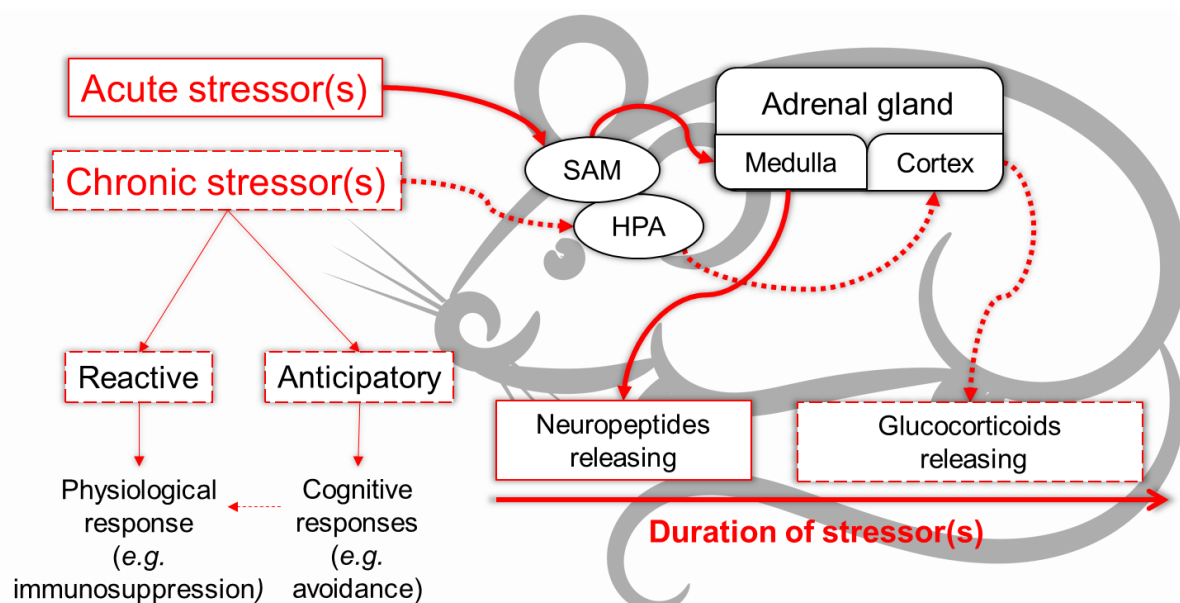 Acute stressor(s)
Chronic stressor(s)
SAM
HPA
Adrenal gland
Medulla
Cortex
Reactive
Anticipatory
Physiological
response
(e.g.
immunosuppression)
Cognitive
responses
(e.g.
avoidance)
Neuropeptides
releasing
Glucocorticoids
releasing
Duration of stressor(s)